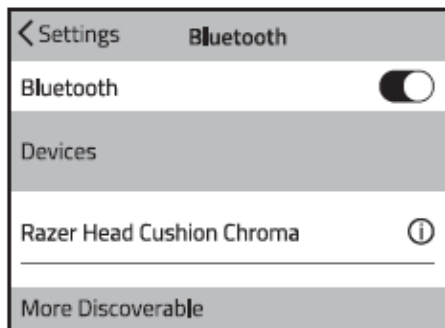 Settings Bluetooth
Bluetooth
Devices
Razer Head Cushion Chroma
More Discoverable